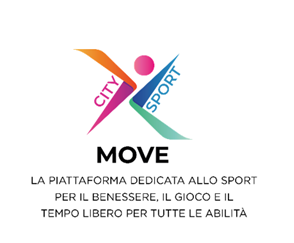 CITY
SPORT
MOVE
LA PIATTAFORMA DEDICATA ALLO SPORT
PER IL BENESSERE, IL GIOCO E IL
TEMPO LIBERO PER TUTTE LE ABILITÀ